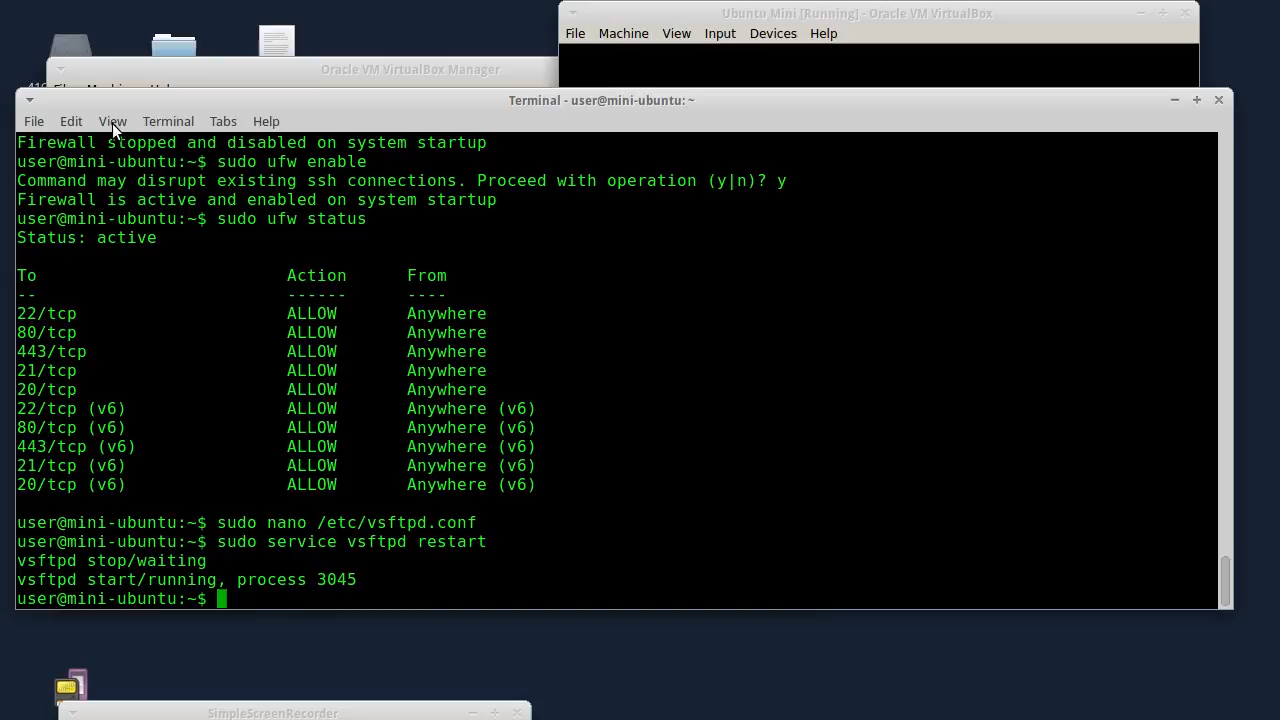 Ubuntu Mini [Running] - Oracle VM VirtualBox
File Machine View Input Devices Help
Oracle VM VirtualBox Manager
Terminal - user@mini-ubuntu: ~
File Edit View Terminal Tabs Help
Firewall stopped and disabled on system startup
user@mini-ubuntu:~$ sudo ufw enable
Command may disrupt existing ssh connections. Proceed with operation (y|n)? y
Firewall is active and enabled on system startup
user@mini-ubuntu:~$ sudo ufw status
Status: active
To Action From
-- ------ ----
22/tcp ALLOW Anywhere
80/tcp ALLOW Anywhere
443/tcp ALLOW Anywhere
21/tcp ALLOW Anywhere
20/tcp ALLOW Anywhere
22/tcp (v6) ALLOW Anywhere (v6)
80/tcp (v6) ALLOW Anywhere (v6)
443/tcp (v6) ALLOW Anywhere (v6)
21/tcp (v6) ALLOW Anywhere (v6)
20/tcp (v6) ALLOW Anywhere (v6)
user@mini-ubuntu:~$ sudo nano /etc/vsftpd.conf
user@mini-ubuntu:~$ sudo service vsftpd restart
vsftpd stop/waiting
vsftpd start/running, process 3045
user@mini-ubuntu:~$
SimpleScreenRecorder